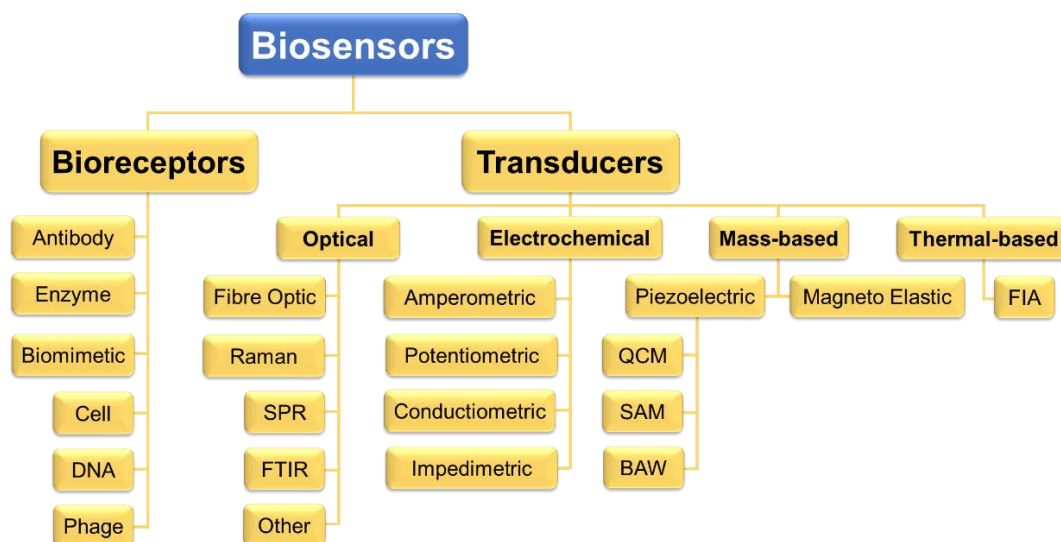 Biosensors
Bioreceptors
Transducers
Antibody
Enzyme
Biomimetic
Cell
DNA
Phage
Optical
Electrochemical
Mass-based
Thermal-based
Fibre Optic
Raman
SPR
FTIR
Other
Amperometric
Potentiometric
Conductiometric
Impedimetric
Piezoelectric
Magneto Elastic
QCM
SAM
BAW
FIA